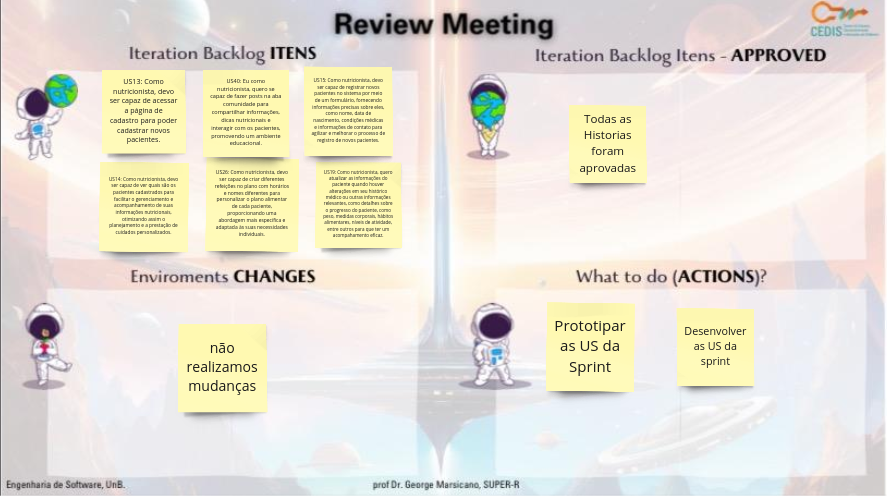 Review Meeting
CEDIS
Iteration Backlog ITENS
US13: Como
nutricionista, devo
ser capaz de acessar
a página de
cadastro para poder
cadastrar novos
pacientes.
US40: Eu como
nutricionista, quero se
capaz de fazer posts na aba
comunidade para
compartilhar informações,
dicas nutricionais e
interagir com os pacientes,
promovendo um ambiente
educacional.
US15: Como nutricionista, devo
ser capaz de registrar novos
pacientes no sistema por meio
de um formulário, fornecendo
informações precisas sobre eles,
como nome, data de
nascimento, condições médicas
e informações de contato para
agilizar e melhorar o processo de
registro de novos pacientes.
US14: Como nutricionista, devo
ser capaz de ver quais são os
pacientes cadastrados para
facilitar o gerenciamento e
acompanhamento de suas
informações nutricionais,
otimizando assim o
planejamento e a prestação de
cuidados personalizados.
US26: Como nutricionista, devo
ser capaz de criar diferentes
refeições no plano com horários
e nomes diferentes para
personalizar o plano alimentar
de cada paciente,
proporcionando uma
abordagem mais específica e
adaptada às suas necessidades
individuais.
US19: Como nutricionista, quero
atualizar as informações do
paciente quando houver
alterações em seu histórico
médico ou outras informações
relevantes, como detalhes sobre
o progresso do paciente, como
peso, medidas corporais, hábitos
alimentares, níveis de atividade,
entre outros para que ter um
acompanhamento eficaz.
Iteration Backlog Itens - APPROVED
Todas as
Historias
foram
aprovadas
Enviroments CHANGES
não
realizamos
mudanças
What to do (ACTIONS)?
Prototipar
as US da
Sprint
Desenvolver
as US da
sprint
Engenharia de Software, UnB.
prof Dr. George Marsicano, SUPER-R